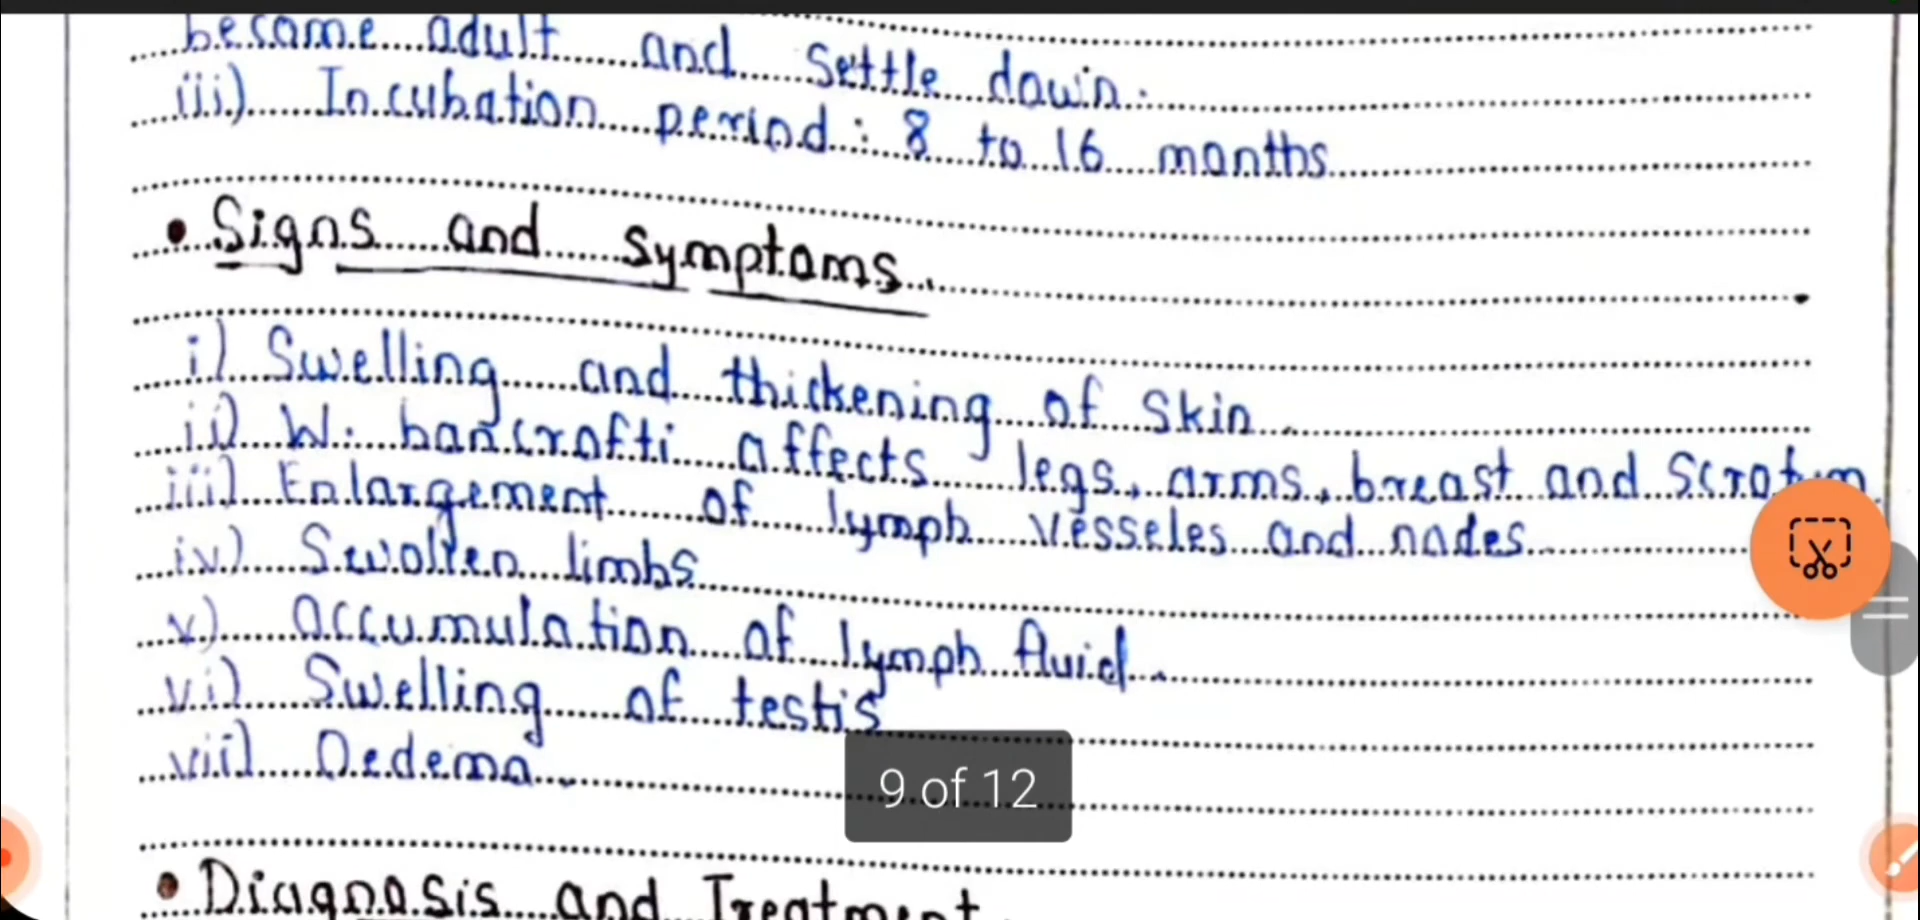 become adult and settle down.
iii) Incubation period : 8 to 16 months
• Signs and symptoms.
i) Swelling and thickening of skin.
ii) W. bancrofti affects legs, arms, breast and scrotum.
iii) Enlargement of lymph vesseles and nodes.
iv) Swollen limbs
v) Accumulation of lymph fluid.
vi) Swelling of testis
vii) Oedema.
9 of 12
• Diagnosis and Treatment